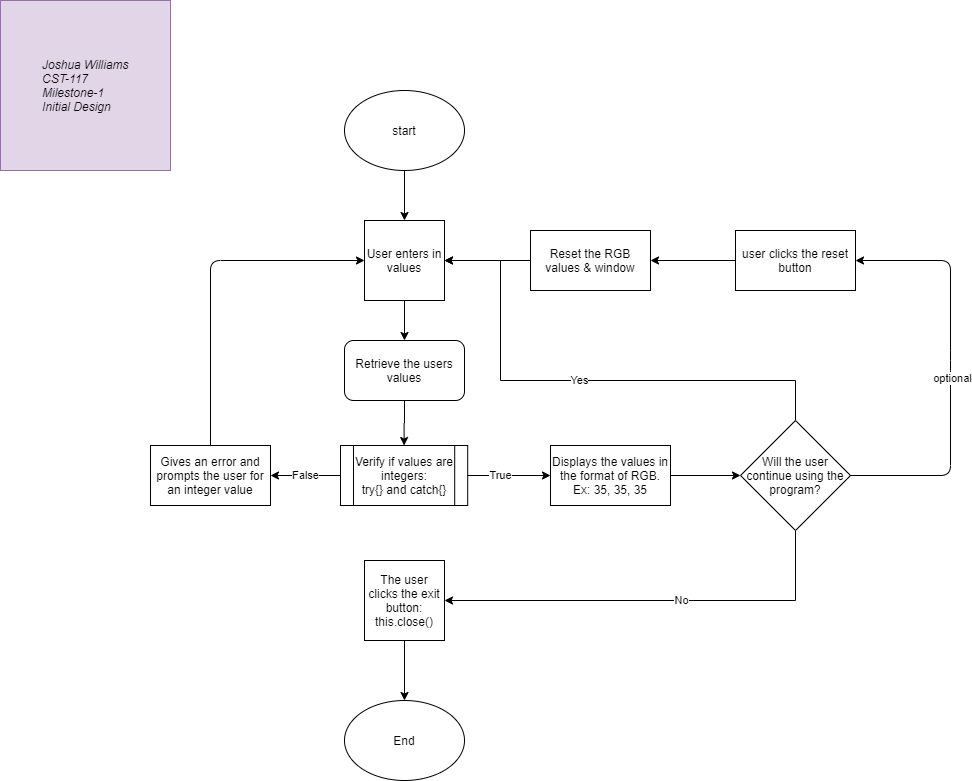 Joshua Williams
CST-117
Milestone-1
Initial Design
start
User enters in
values
Reset the RGB
values & window
user clicks the reset
button
Retrieve the users
values
Yes
optional
Gives an error and
prompts the user for
an integer value
False
Verify if values are
integers:
try{} and catch{}
True
Displays the values in
the format of RGB.
Ex: 35, 35, 35
Will the user
continue using the
program?
The user
clicks the exit
button:
this.close()
No
End